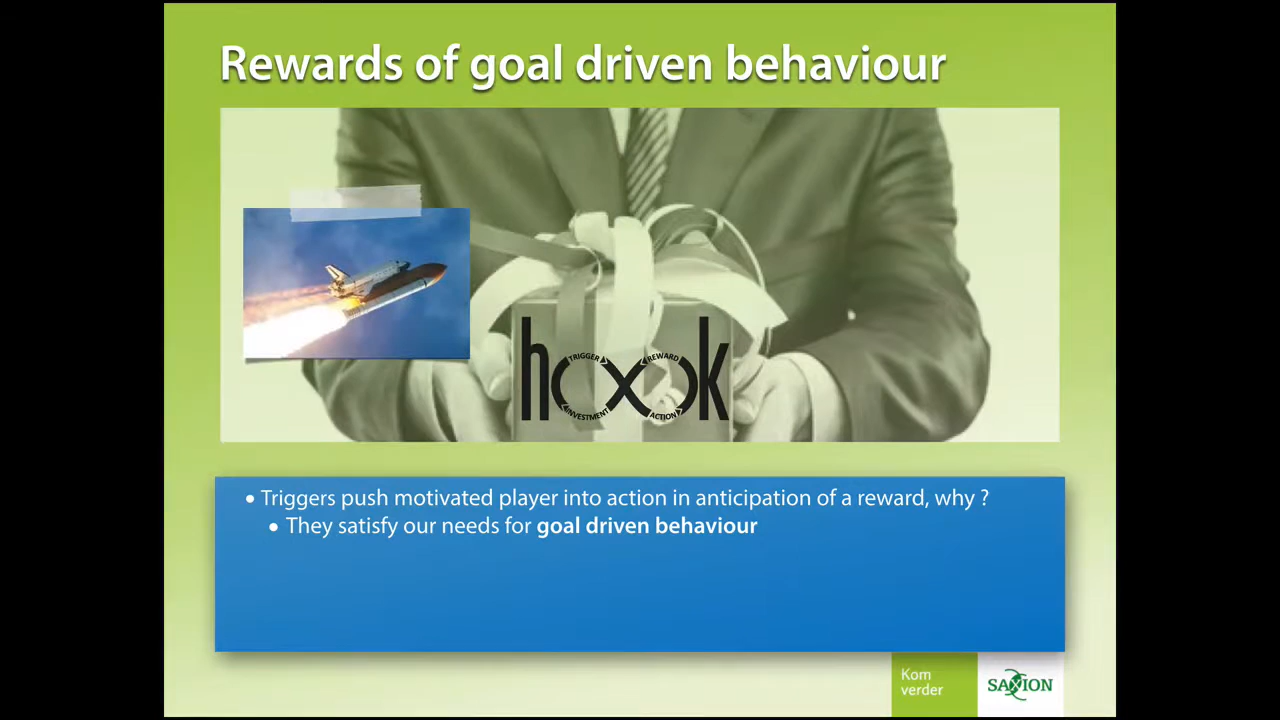 Rewards of goal driven behaviour
hook
TRIGGER REWARD
INVESTMENT ACTION
• Triggers push motivated player into action in anticipation of a reward, why ?
• They satisfy our needs for goal driven behaviour
Kom
verder
SAXION